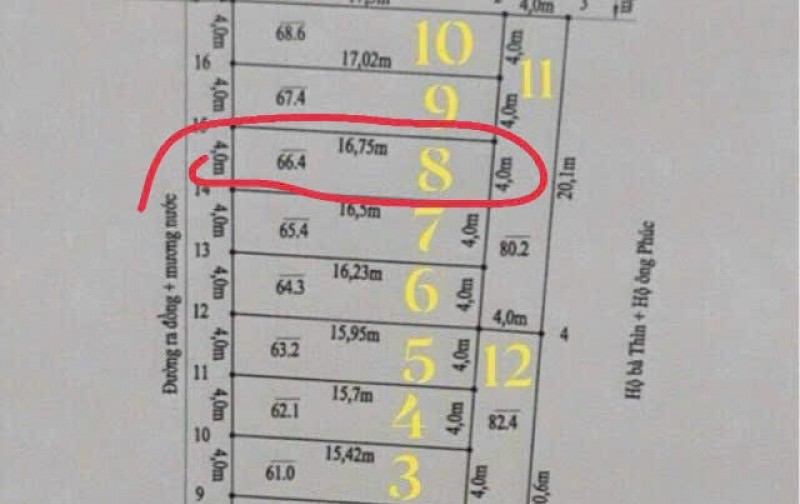 4,0m
3
4,0m
68.6
10
4,0m
16
17,02m
11
4,0m
67.4
9
4,0m
16,75m
4,0m
66.4
8
4,0m
20,1m
14
16,5m
4,0m
65.4
7
4,0m
80.2
13
16,23m
4,0m
64.3
6
4,0m
4,0m
12
15,95m
4
4,0m
63.2
5
4,0m
12
11
15,7m
4,0m
62.1
4
4,0m
82.4
10
15,42m
4,0m
61.0
3
4,0m
9
Đường ra đồng + mương nước
Hộ bà Thìn + Hộ ông Phúc